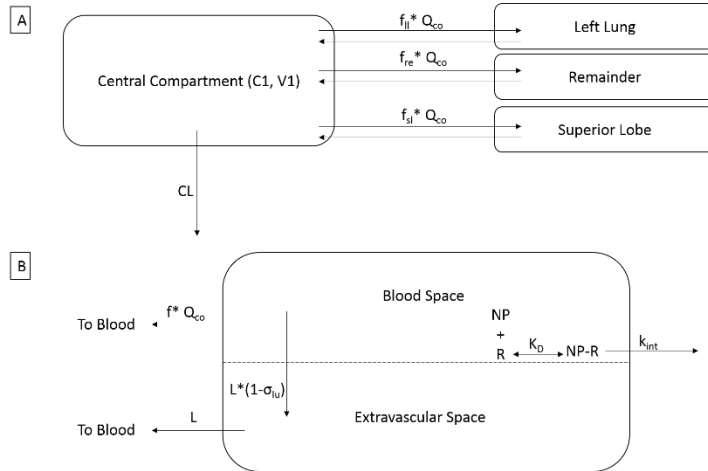 A
f_ll* Q_co
Left Lung
Central Compartment (C1, V1)
f_re* Q_co
Remainder
f_sl* Q_co
Superior Lobe
CL
B
Blood Space
f* Q_co
To Blood
NP
+
R
K_D
NP-R
k_int
L*(1-σ_lu)
Extravascular Space
L
To Blood